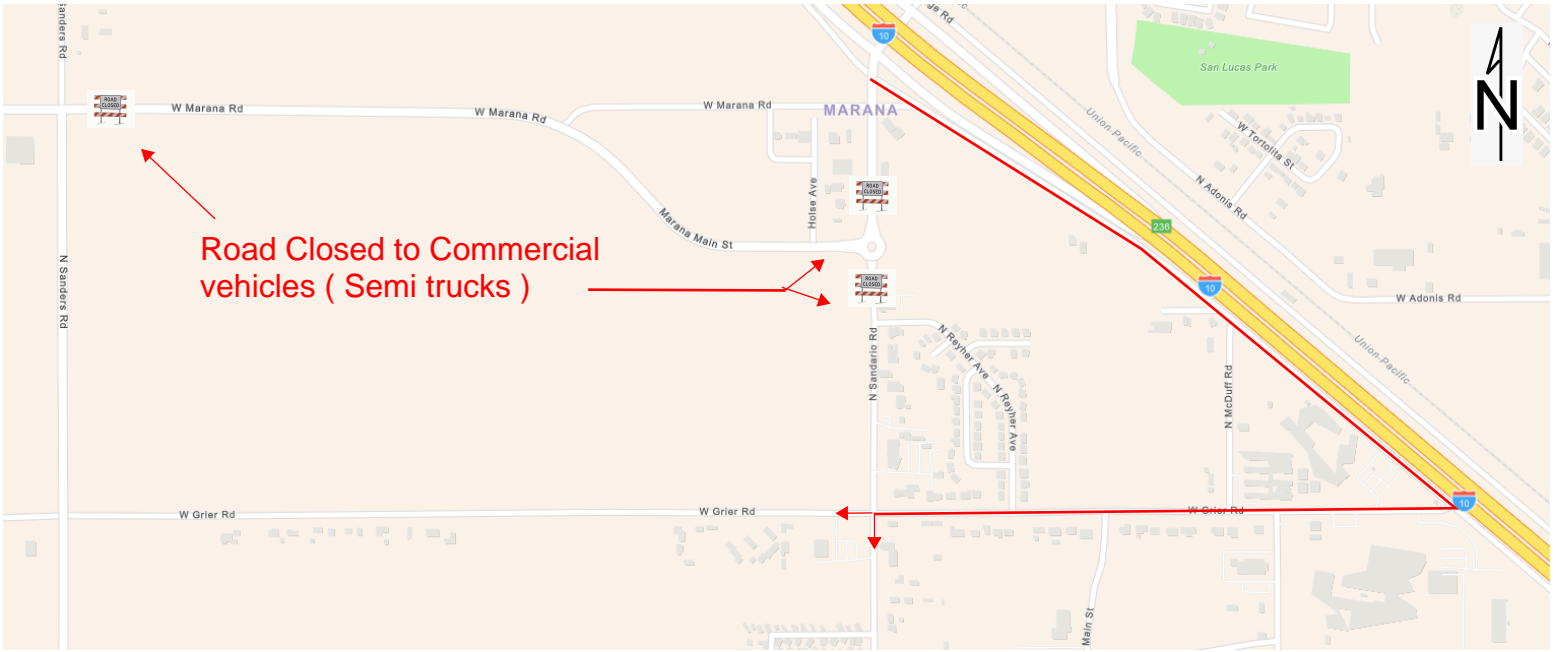 Sanders Rd
10
ge Rd
San Lucas Park
N
ROAD
CLOSED
W Marana Rd
W Marana Rd
W Marana Rd
MARANA
Union Pacific
W Tortolita St
N Adonis Rd
ROAD
CLOSED
Holse Ave
Marana Main St
236
Road Closed to Commercial
vehicles ( Semi trucks )
ROAD
CLOSED
10
W Adonis Rd
N Sanders Rd
N Sandario Rd
N Reyher Ave
N Reyher Ave
N McDuff Rd
Union Pacific
10
W Grier Rd
W Grier Rd
W Grier Rd
Main St